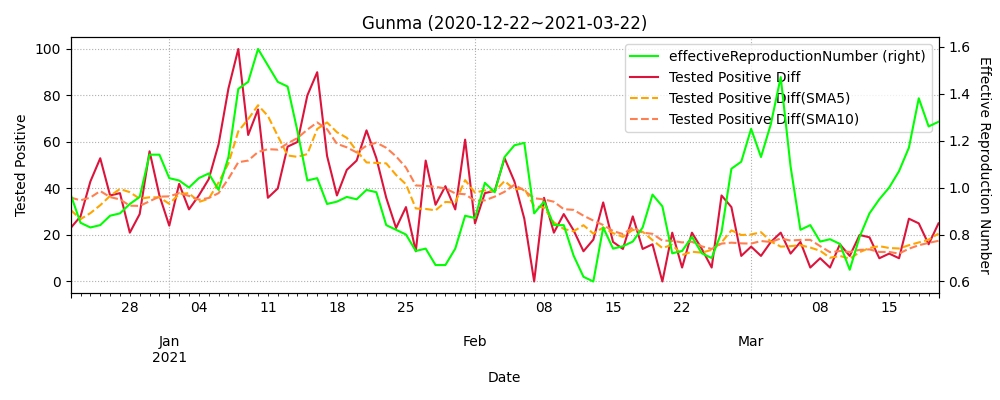 Gunma (2020-12-22~2021-03-22)
effectiveReproductionNumber (right)
Tested Positive Diff
Tested Positive Diff(SMA5)
Tested Positive Diff(SMA10)
Tested Positive
100
80
60
40
20
0
1.6
1.4
1.2
1.0
0.8
0.6
Effective Reproduction Number
28 04 11 18 25 08 15 22 08 15
Jan Feb Mar
2021
Date